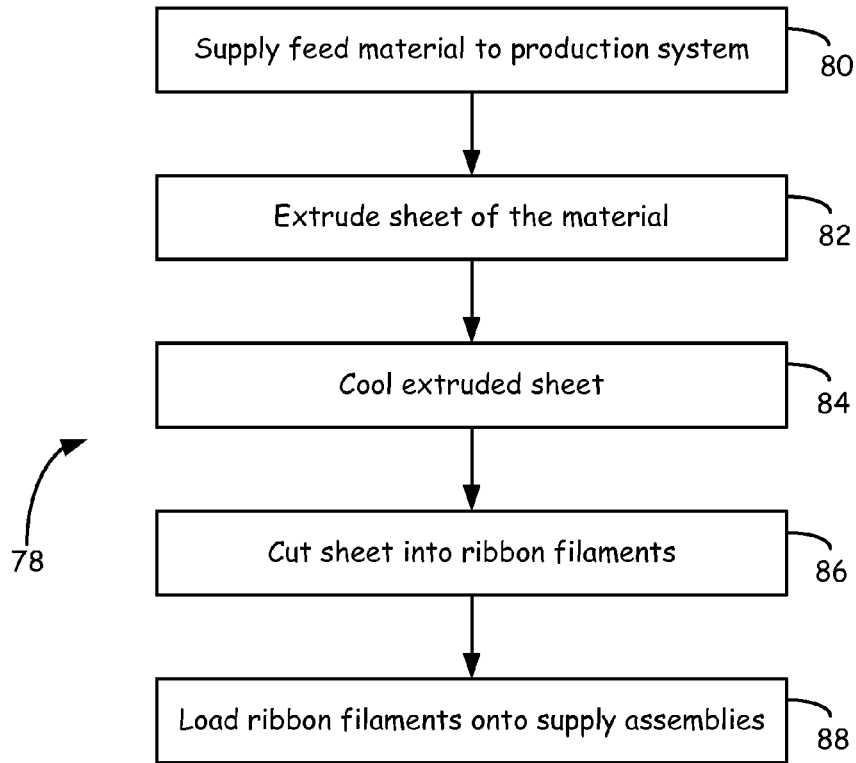 Supply feed material to production system
80
Extrude sheet of the material
82
Cool extruded sheet
84
78
Cut sheet into ribbon filaments
86
Load ribbon filaments onto supply assemblies
88